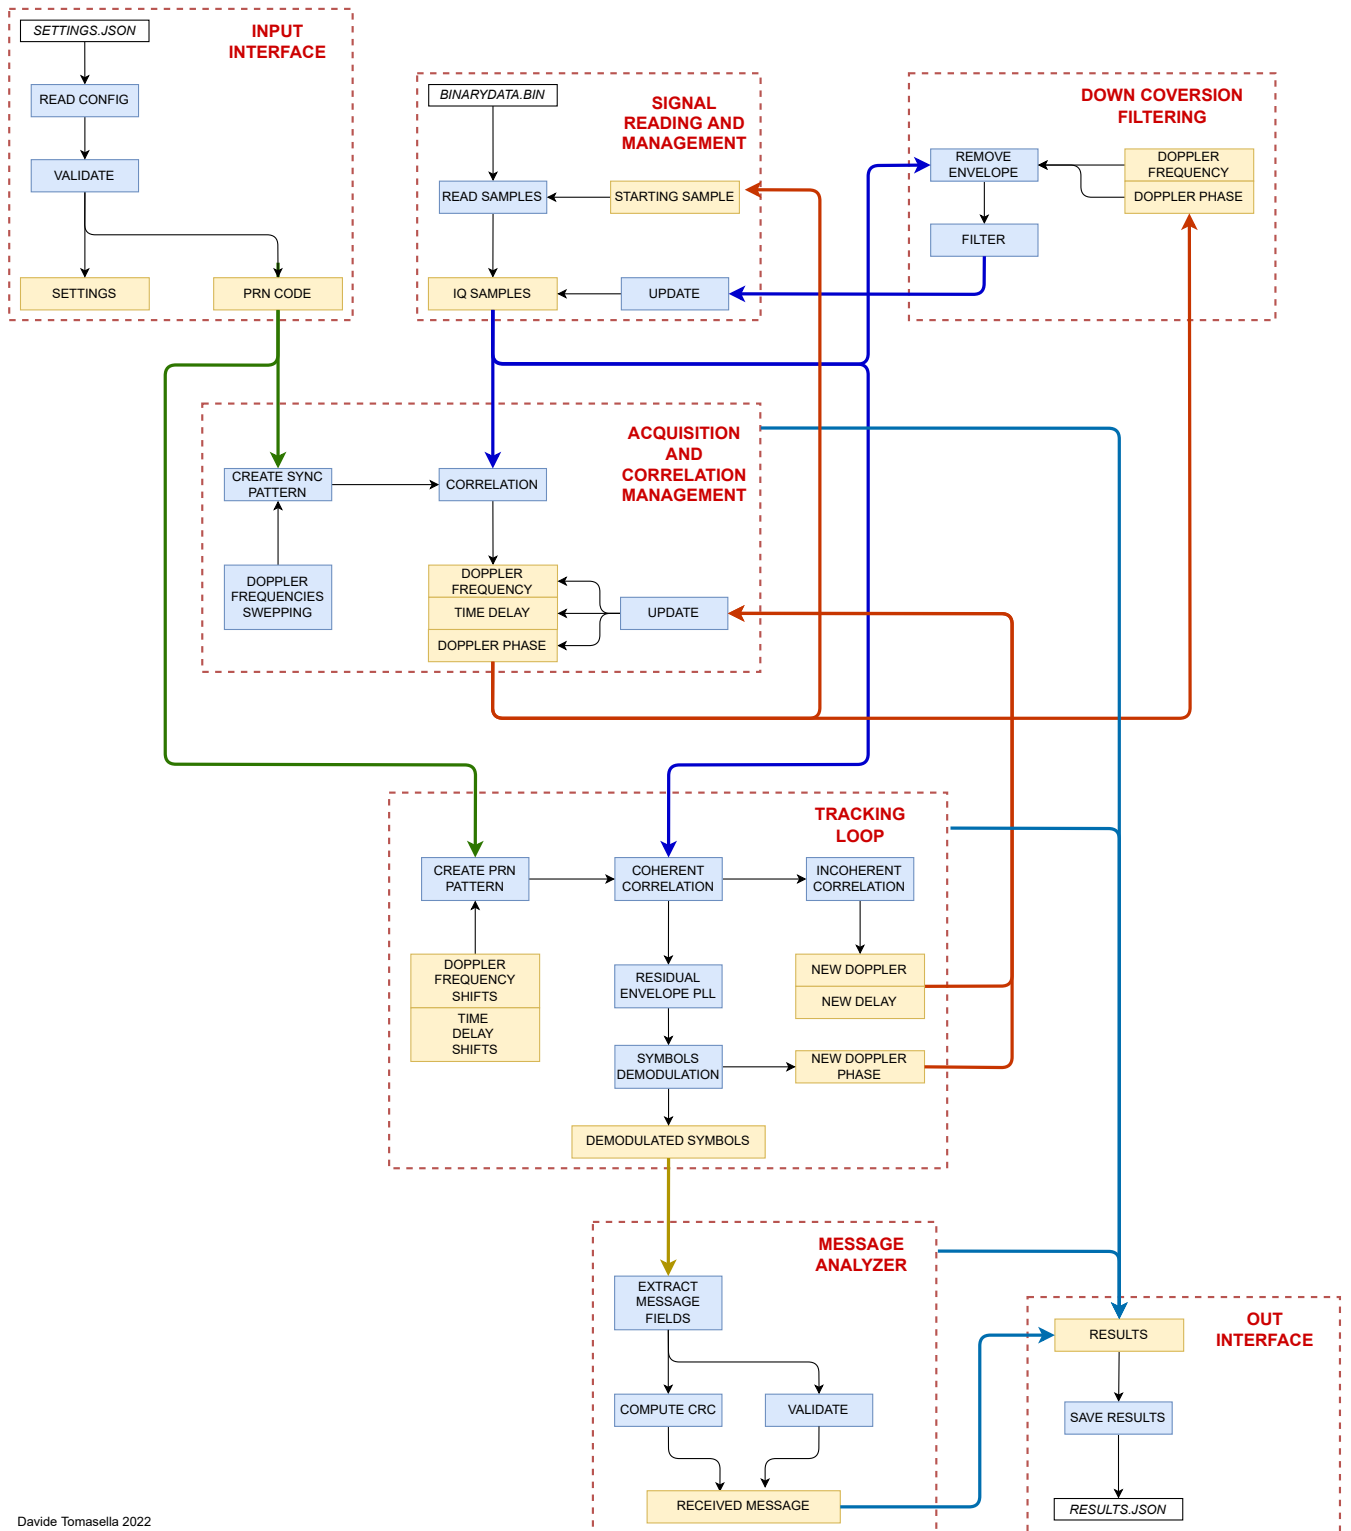 SETTINGS.JSON
INPUT
INTERFACE
READ CONFIG
VALIDATE
SETTINGS
PRN CODE
BINARYDATA.BIN
SIGNAL
READING AND
MANAGEMENT
READ SAMPLES
STARTING SAMPLE
IQ SAMPLES
UPDATE
DOWN COVERSION
FILTERING
REMOVE
ENVELOPE
DOPPLER
FREQUENCY
DOPPLER PHASE
FILTER
ACQUISITION
AND
CORRELATION
MANAGEMENT
CREATE SYNC
PATTERN
CORRELATION
DOPPLER
FREQUENCIES
SWEPPING
DOPPLER
FREQUENCY
TIME DELAY
DOPPLER PHASE
UPDATE
TRACKING
LOOP
CREATE PRN
PATTERN
COHERENT
CORRELATION
INCOHERENT
CORRELATION
DOPPLER
FREQUENCY
SHIFTS
TIME
DELAY
SHIFTS
RESIDUAL
ENVELOPE PLL
NEW DOPPLER
NEW DELAY
SYMBOLS
DEMODULATION
NEW DOPPLER
PHASE
DEMODULATED SYMBOLS
MESSAGE
ANALYZER
EXTRACT
MESSAGE
FIELDS
COMPUTE CRC
VALIDATE
RECEIVED MESSAGE
OUT
INTERFACE
RESULTS
SAVE RESULTS
RESULTS.JSON
Davide Tomasella 2022